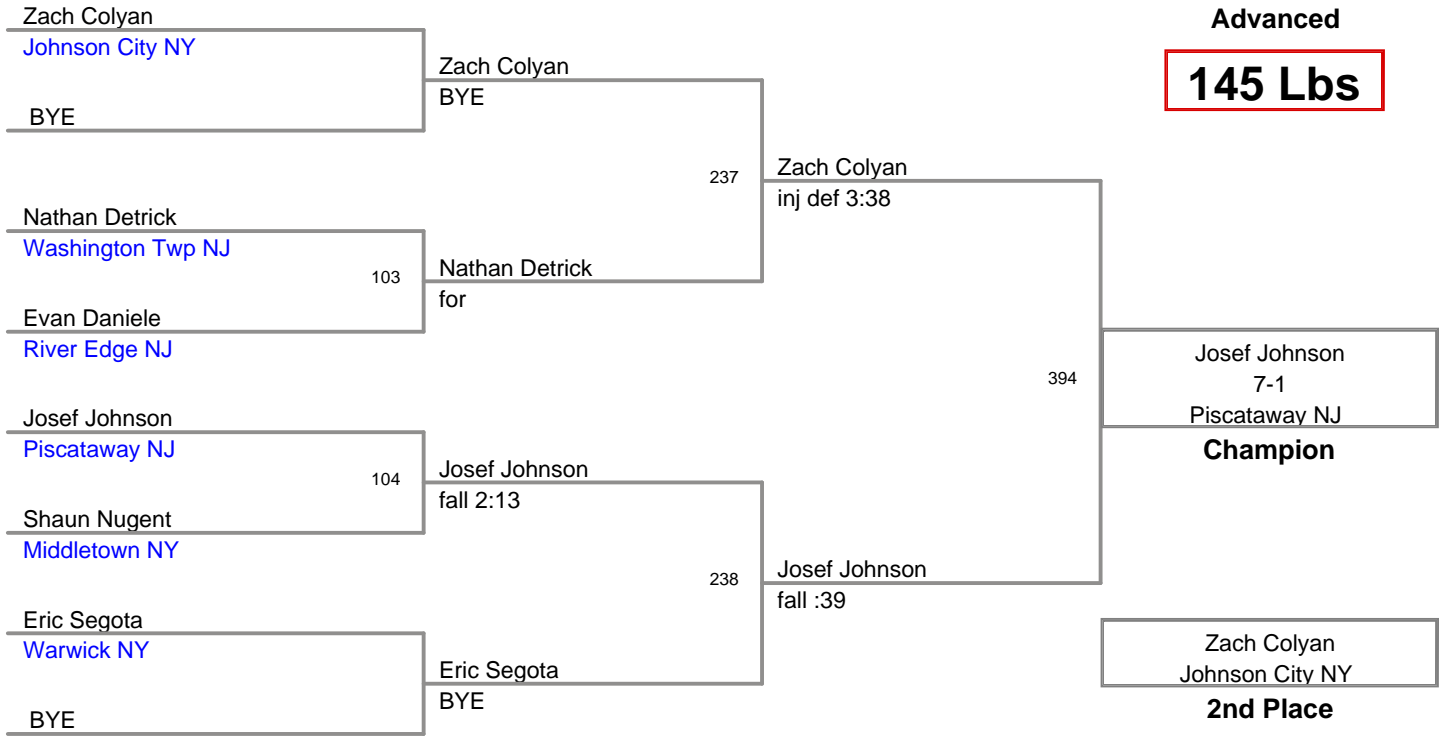 Zach Colyan
Johnson City NY
BYE
Nathan Detrick
Washington Twp NJ
103
Evan Daniele
River Edge NJ
Josef Johnson
Piscataway NJ
104
Shaun Nugent
Middletown NY
Eric Segota
Warwick NY
BYE
Zach Colyan
BYE
237
Nathan Detrick
for
Josef Johnson
fall 2:13
238
Eric Segota
BYE
Zach Colyan
inj def 3:38
394
Josef Johnson
fall :39
Advanced
145 Lbs
Josef Johnson
7-1
Piscataway NJ
Champion
Zach Colyan
Johnson City NY
2nd Place